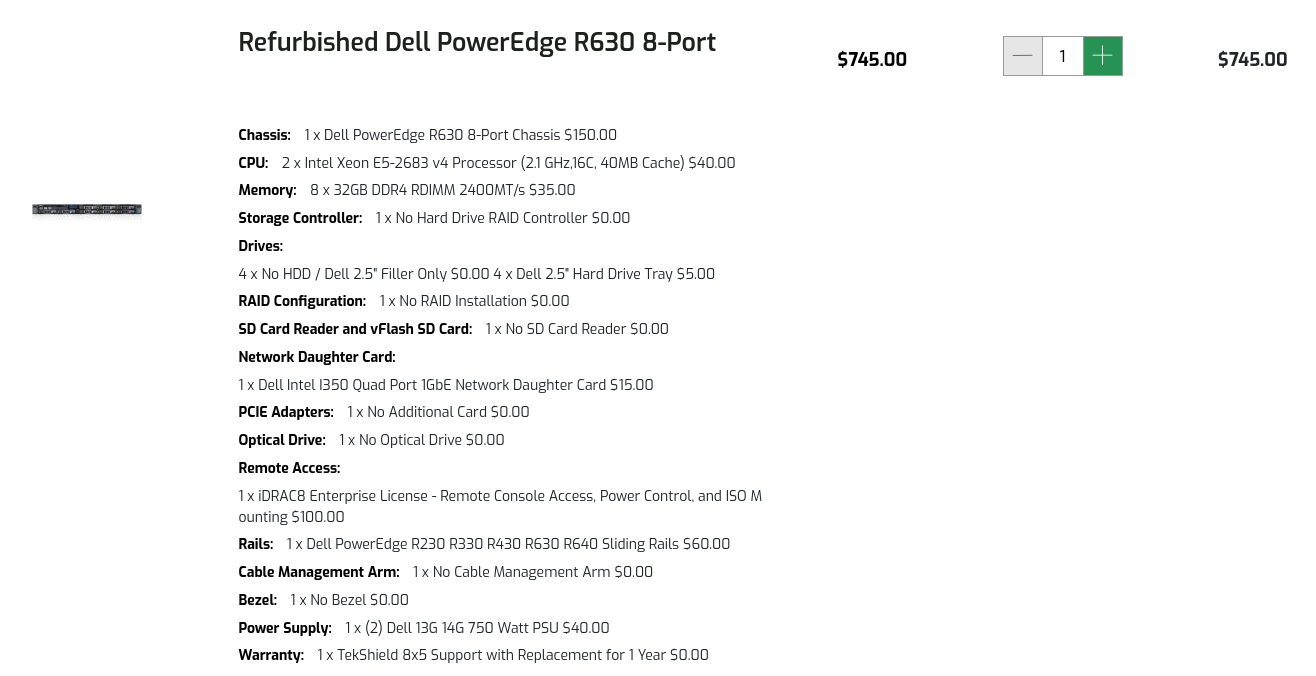 Refurbished Dell PowerEdge R630 8-Port
$745.00
1
$745.00
Chassis: 1 x Dell PowerEdge R630 8-Port Chassis $150.00
CPU: 2 x Intel Xeon E5-2683 v4 Processor (2.1 GHz,16C, 40MB Cache) $40.00
Memory: 8 x 32GB DDR4 RDIMM 2400MT/s $35.00
Storage Controller: 1 x No Hard Drive RAID Controller $0.00
Drives:
4 x No HDD / Dell 2.5" Filler Only $0.00 4 x Dell 2.5" Hard Drive Tray $5.00
RAID Configuration: 1 x No RAID Installation $0.00
SD Card Reader and vFlash SD Card: 1 x No SD Card Reader $0.00
Network Daughter Card:
1 x Dell Intel I350 Quad Port 1GbE Network Daughter Card $15.00
PCIE Adapters: 1 x No Additional Card $0.00
Optical Drive: 1 x No Optical Drive $0.00
Remote Access:
1 x iDRAC8 Enterprise License - Remote Console Access, Power Control, and ISO M
ounting $100.00
Rails: 1 x Dell PowerEdge R230 R330 R430 R630 R640 Sliding Rails $60.00
Cable Management Arm: 1 x No Cable Management Arm $0.00
Bezel: 1 x No Bezel $0.00
Power Supply: 1 x (2) Dell 13G 14G 750 Watt PSU $40.00
Warranty: 1 x TekShield 8x5 Support with Replacement for 1 Year $0.00